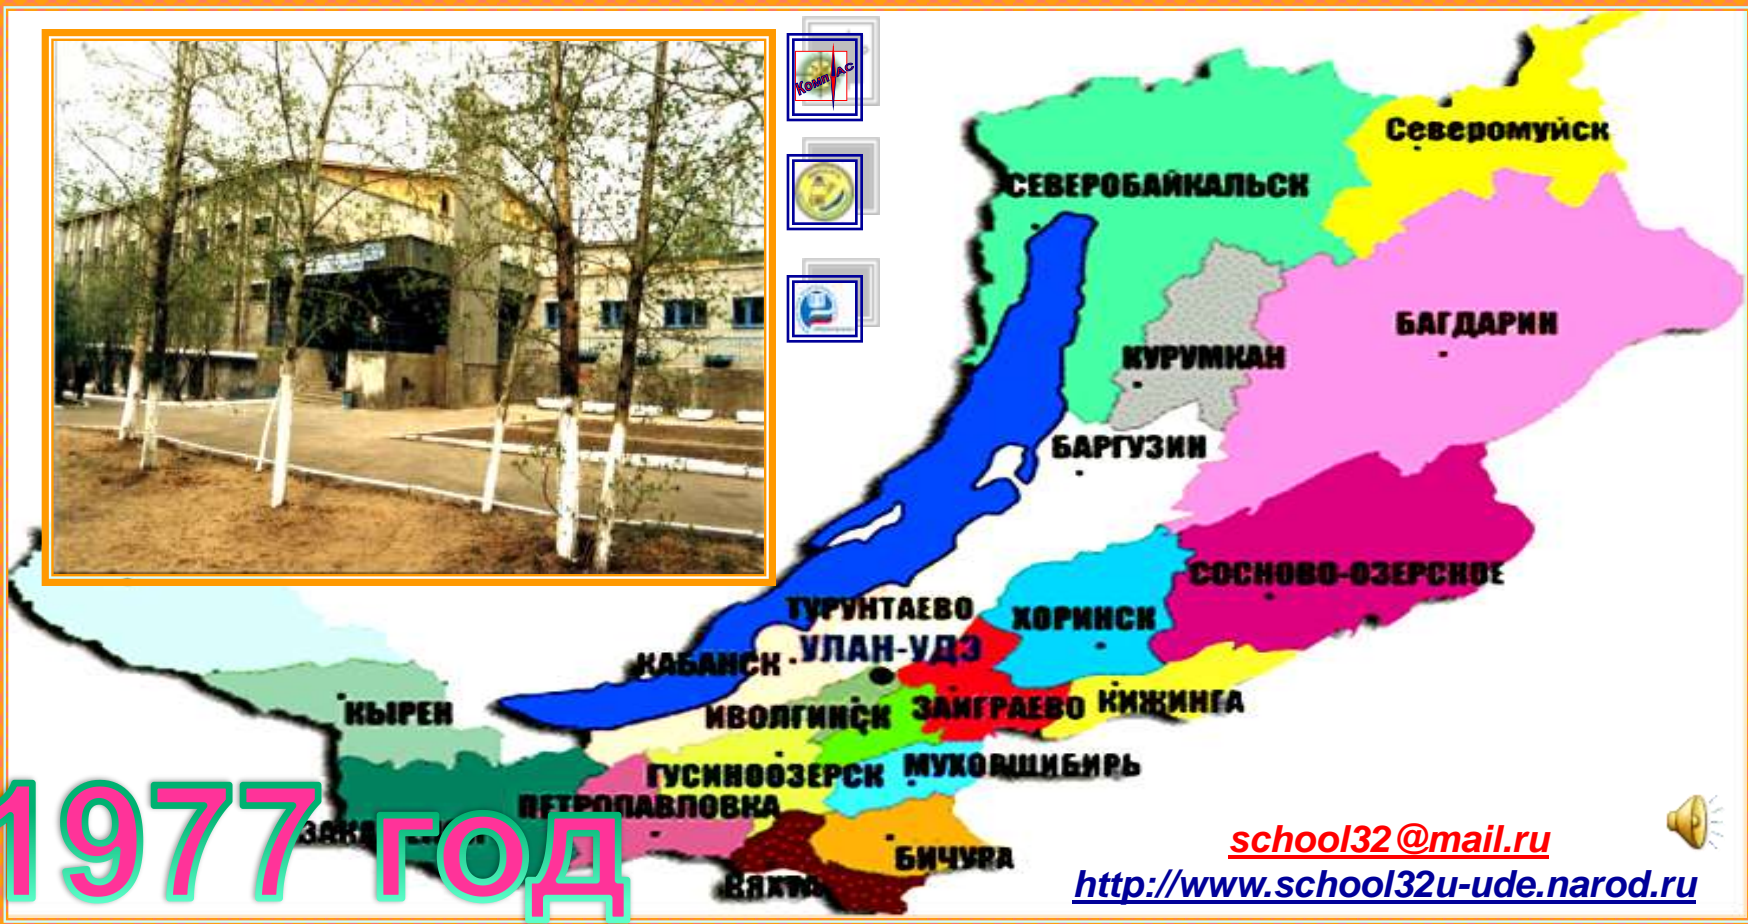 КомпАС
Северомуйск
СЕВЕРОБАЙКАЛЬСК
БАГДАРИН
КУРУМКАН
БАРГУЗИН
СОСНОВО-ОЗЕРСКОЕ
ТУРУНТАЕВО
ХОРИНСК
УЛАН-УДЭ
КАБАНСК
КИЖИНГА
ЗАИГРАЕВО
КЫРЕН
ИВОЛГИНСК
МУХОРШИБИРЬ
ГУСИНООЗЕРСК
ПЕТРОПАВЛОВКА
1977 год
БИЧУРА
school32@mail.ru
http://www.school32u-ude.narod.ru